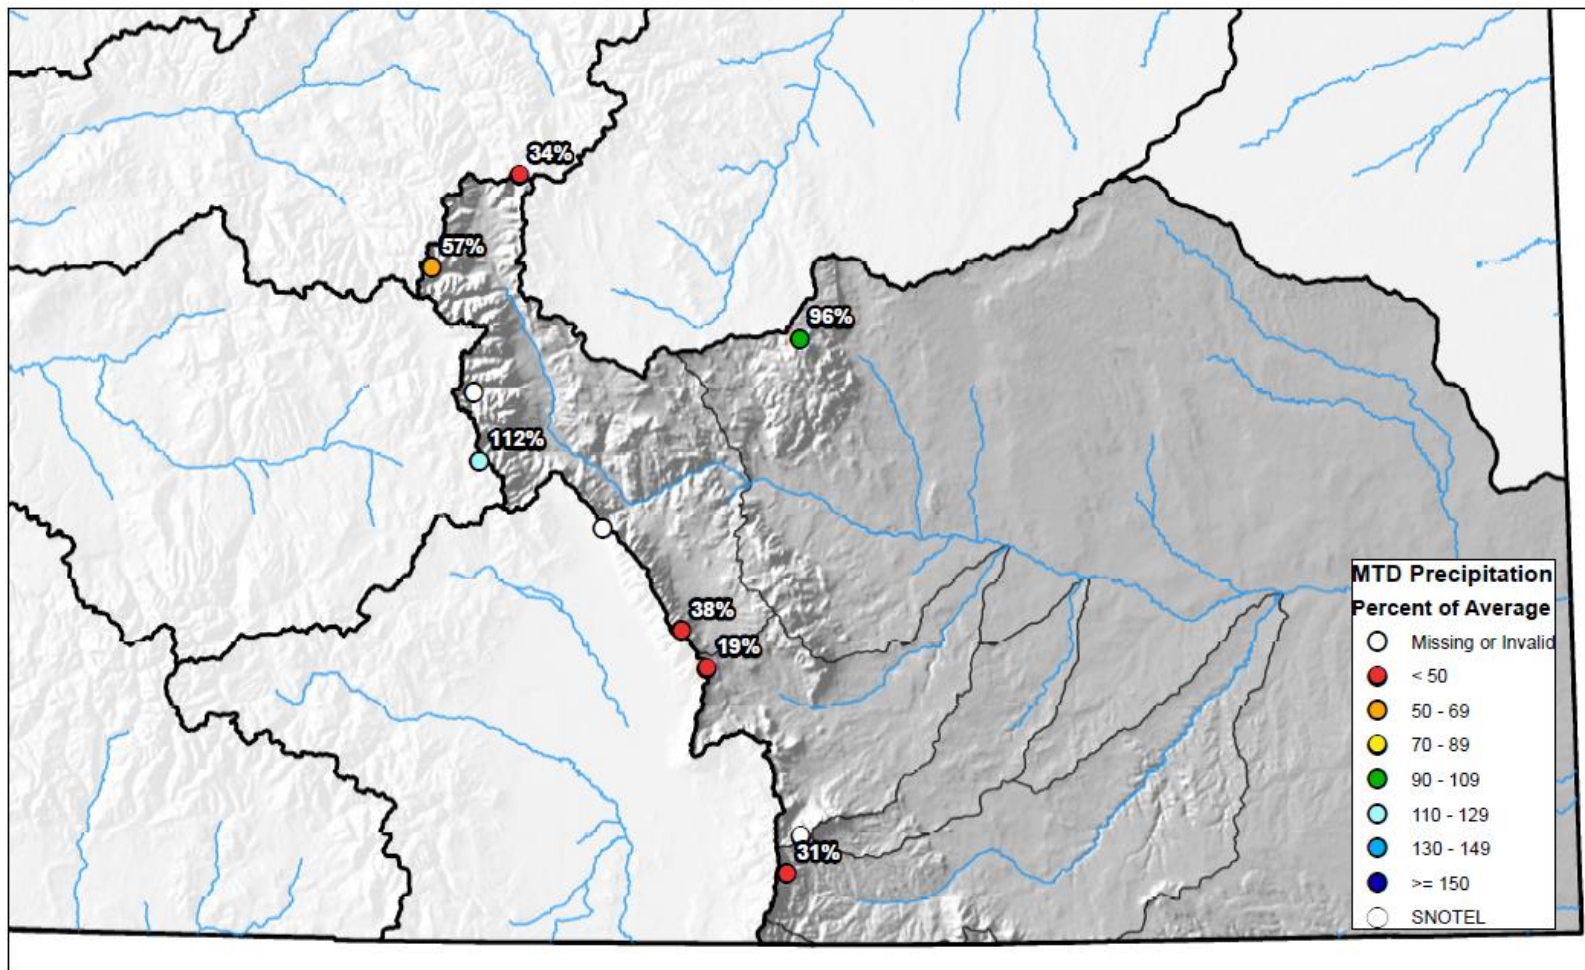 34%
57%
96%
112%
38%
19%
31%
MTD Precipitation
Percent of Average
Missing or Invalid
< 50
50 - 69
70 - 89
90 - 109
110 - 129
130 - 149
>= 150
SNOTEL